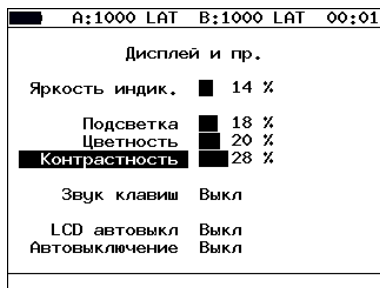 A:1000 LAT B:1000 LAT 00:01
Дисплей и пр.
Яркость индик. 14 %
Подсветка 18 %
Цветность 20 %
Контрастность 28 %
Звук клавиш Выкл
LCD автовыкл Выкл
Автовыключение Выкл